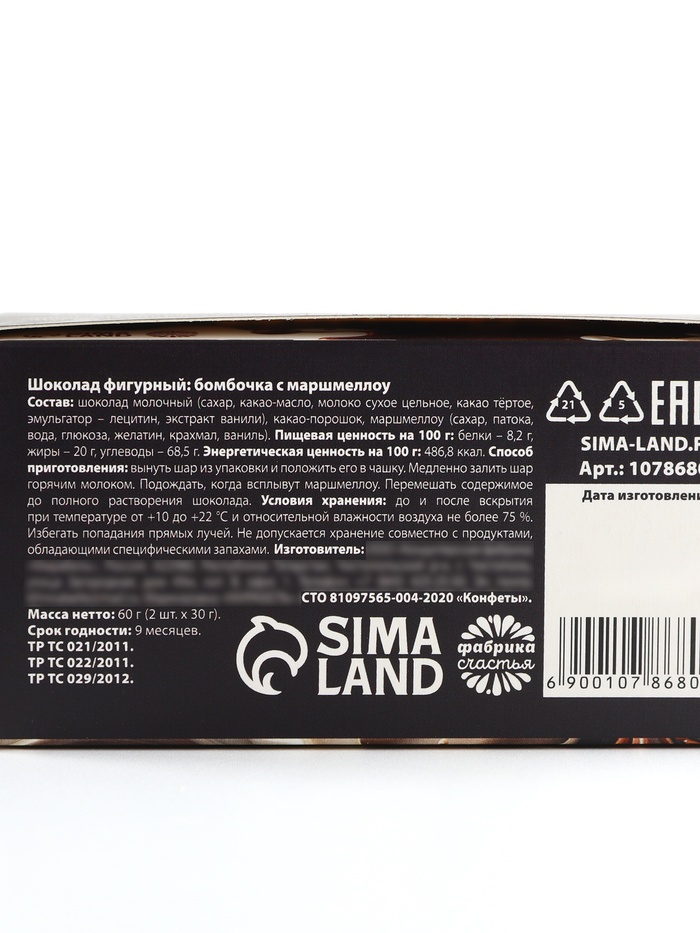 Шоколад фигурный: бомбочка с маршмеллоу
Состав: шоколад молочный (сахар, какао-масло, молоко сухое цельное, какао тёртое,
эмульгатор – лецитин, экстракт ванили), какао-порошок, маршмеллоу (сахар, патока,
вода, глюкоза, желатин, крахмал, ваниль). Пищевая ценность на 100 г: белки – 8,2 г,
жиры – 20 г, углеводы – 68,5 г. Энергетическая ценность на 100 г: 486,8 ккал. Способ
приготовления: вынуть шар из упаковки и положить его в чашку. Медленно залить шар
горячим молоком. Подождать, когда всплывут маршмеллоу. Перемешать содержимое
до полного растворения шоколада. Условия хранения: до и после вскрытия
при температуре от +10 до +22 °С и относительной влажности воздуха не более 75 %.
Избегать попадания прямых лучей. Не допускается хранение совместно с продуктами,
обладающими специфическими запахами. Изготовитель:
СТО 81097565-004-2020 «Конфеты».
Масса нетто: 60 г (2 шт. х 30 г).
Срок годности: 9 месяцев.
ТР ТС 021/2011.
ТР ТС 022/2011.
ТР ТС 029/2012.
SIMA
LAND
фабрика
счастья
21
5
EAC
SIMA-LAND.R
Арт.: 1078680
Дата изготовлени
6 900107 8680